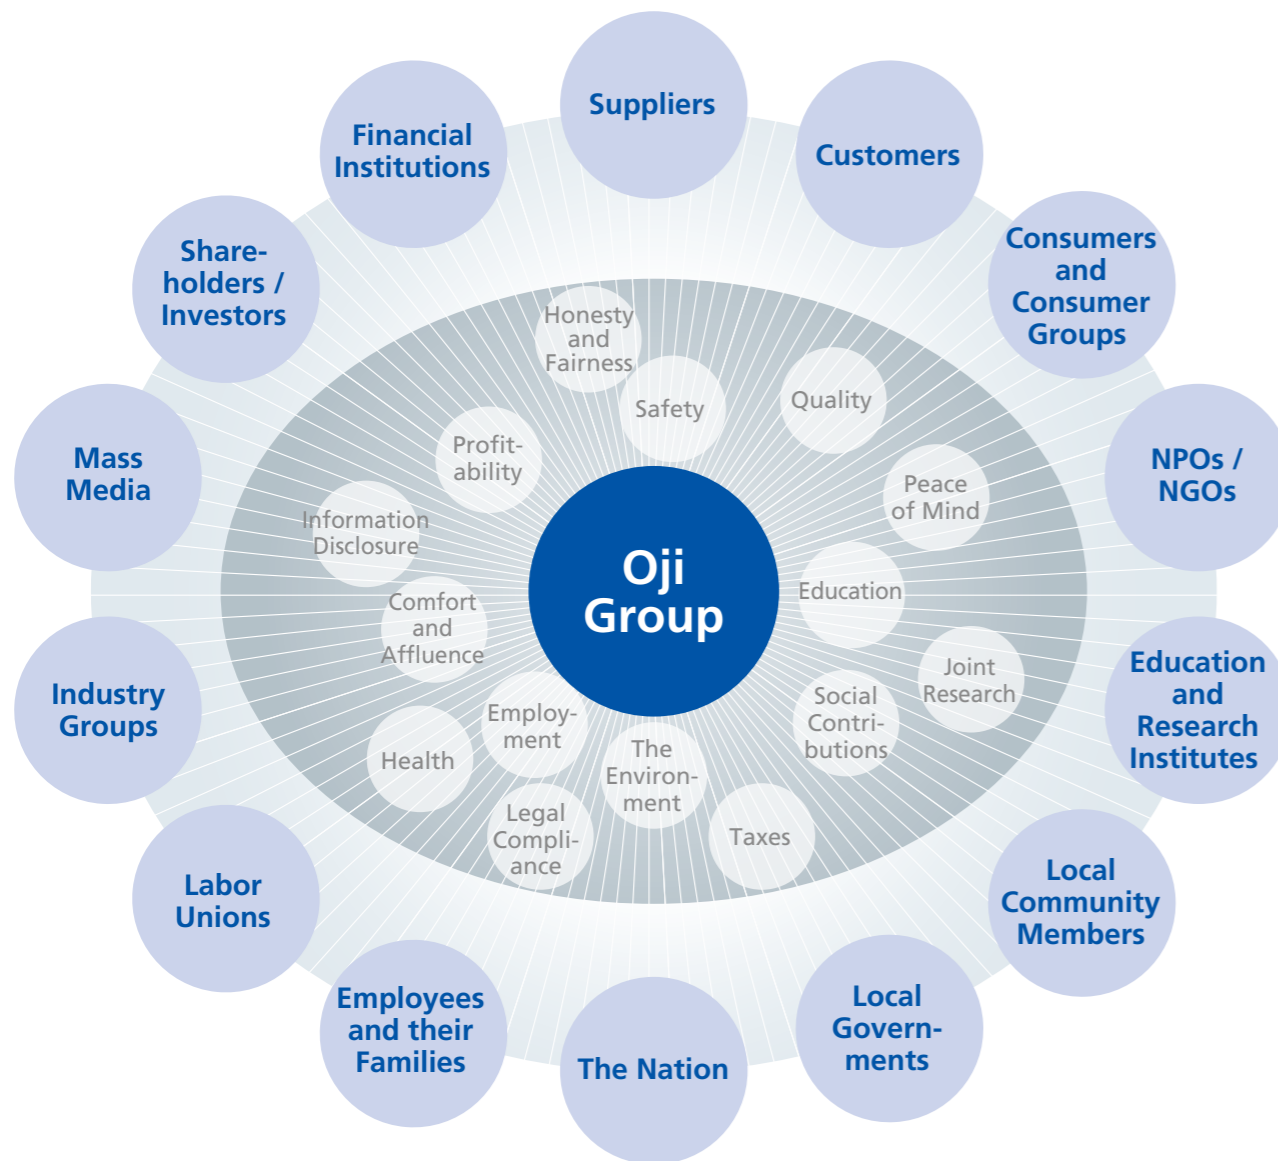 Suppliers
Customers
Consumers
and
Consumer
Groups
NPOs /
NGOs
Education
and
Research
Institutes
Local
Community
Members
Local
Govern-
ments
The Nation
Employees
and their
Families
Labor
Unions
Industry
Groups
Mass
Media
Share-
holders /
Investors
Financial
Institutions
Honesty
and
Fairness
Safety
Quality
Peace
of Mind
Education
Joint
Research
Social
Contri-
butions
Taxes
The
Environ-
ment
Legal
Compli-
ance
Employ-
ment
Health
Comfort
and
Affluence
Information
Disclosure
Profit-
ability
Oji
Group